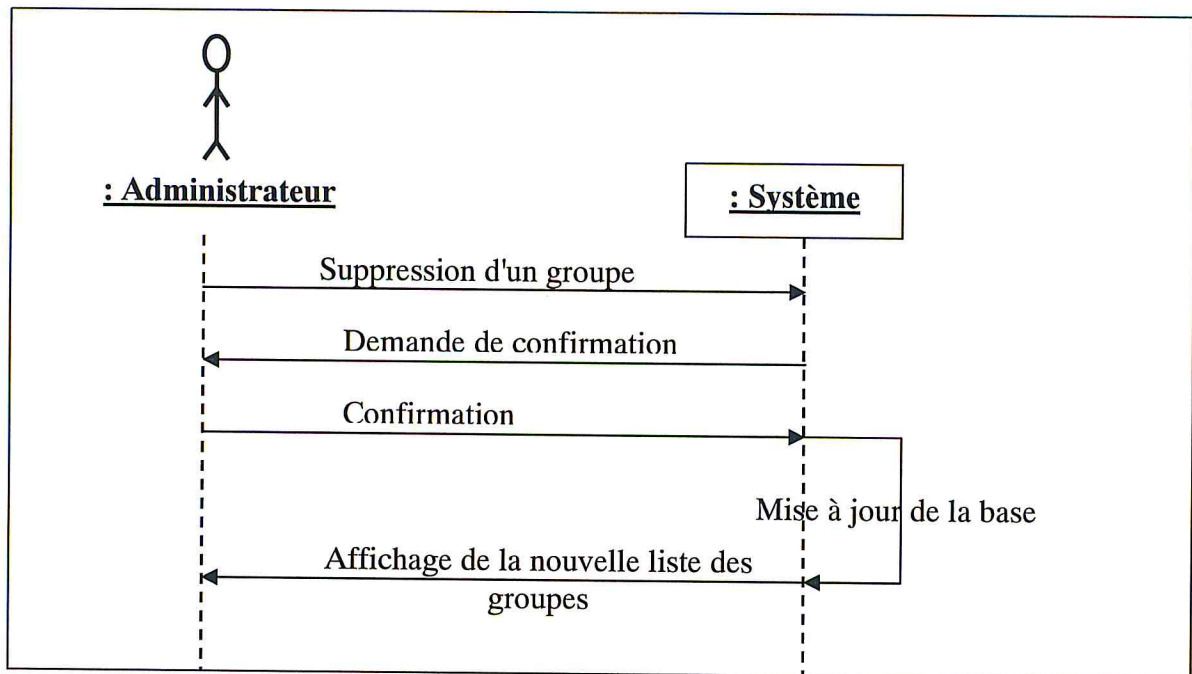 : Administrateur
: Système
Suppression d'un groupe
Demande de confirmation
Confirmation
Mise à jour de la base
Affichage de la nouvelle liste des
groupes